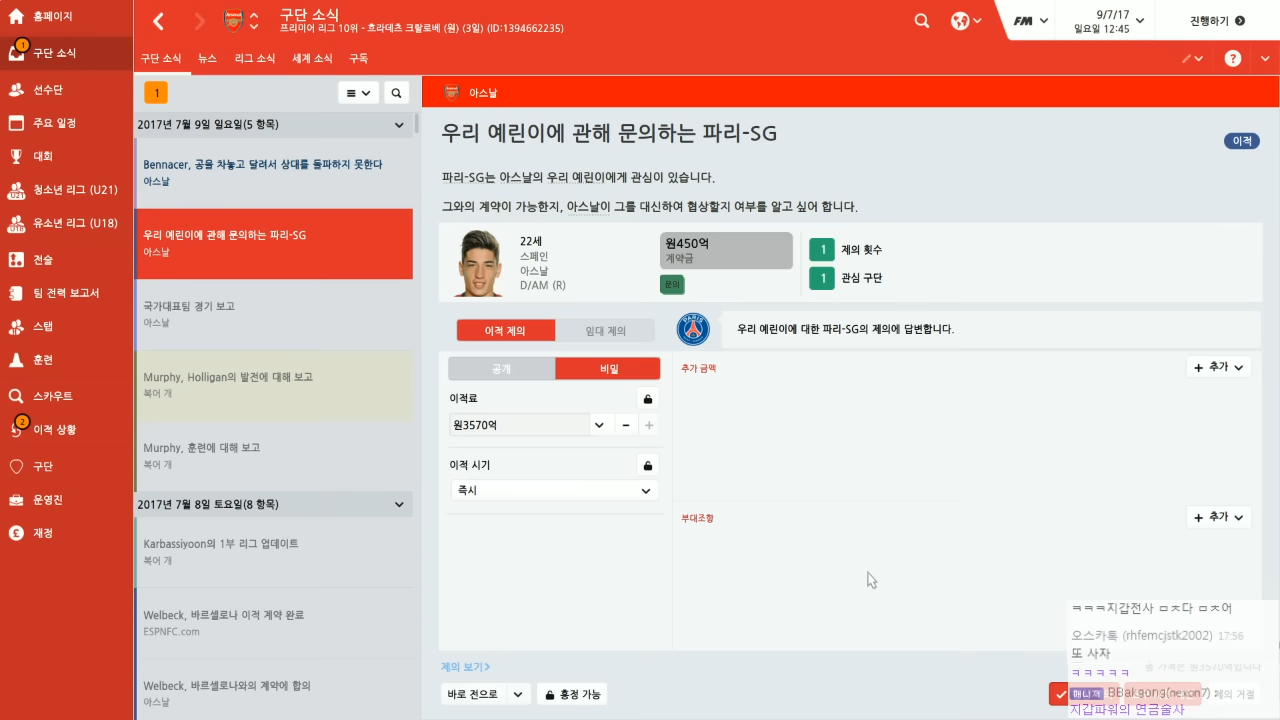 홈페이지
1
구단 소식
선수단
주요 일정
대회
청소년 리그 (U21)
유소년 리그 (U18)
전술
팀 전력 보고서
스탭
훈련
스카우트
2
이적 상황
구단
운영진
재정
구단 소식
프리미어 리그 10위 - 흐라데츠 크랄로베 (원) (3일) (ID:1394662235)
FM
9/7/17
일요일 12:45
진행하기
구단 소식 뉴스 리그 소식 세계 소식 구독
?
1
2017년 7월 9일 일요일(5 항목)
Bennacer, 공을 차놓고 달려서 상대를 돌파하지 못한다
아스날
우리 예린이에 관해 문의하는 파리-SG
아스날
국가대표팀 경기 보고
아스날
Murphy, Holligan의 발전에 대해 보고
복어 개
Murphy, 훈련에 대해 보고
복어 개
2017년 7월 8일 토요일(8 항목)
Karbassiyoon의 1부 리그 업데이트
복어 개
Welbeck, 바르셀로나 이적 계약 완료
ESPNFC.com
Welbeck, 바르셀로나와의 계약에 합의
아스날
아스날
우리 예린이에 관해 문의하는 파리-SG
이적
파리-SG는 아스날의 우리 예린이에게 관심이 있습니다.
그와의 계약이 가능한지, 아스날이 그를 대신하여 협상할지 여부를 알고 싶어 합니다.
22세
스페인
아스날
D/AM (R)
원450억
계약금
문의
1 제의 횟수
1 관심 구단
이적 제의 임대 제의
PARIS
우리 예린이에 대한 파리-SG의 제의에 답변합니다.
공개 비밀
이적료
원3570억
이적 시기
즉시
추가 금액
+ 추가
부대조항
+ 추가
제의 보기>
바로 전으로
흥정 가능
ㅋㅋㅋ지갑전사 ㅁㅊ다 ㅁㅊ어
오스카톡 (rhfemcjstk2002) 17:56
또 사자
ㅋㅋㅋㅋㅋ
매니저 BBakgong(nexon7) :
지갑파워의 연금술사
제의 거절